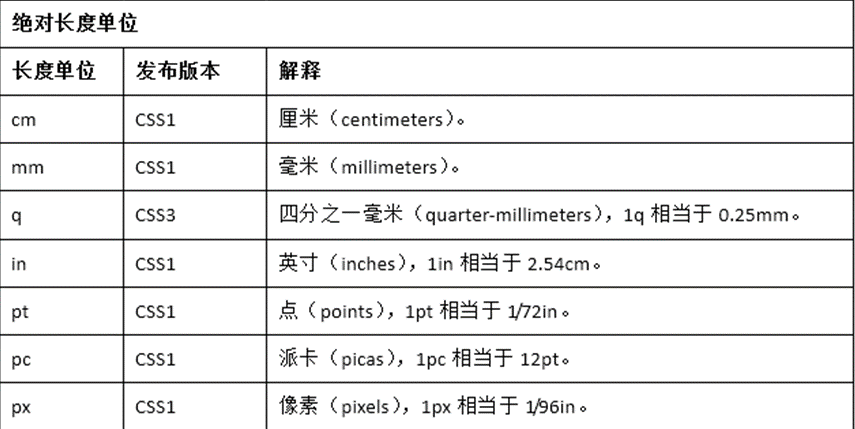 绝对长度单位
长度单位 发布版本 解释
cm CSS1 厘米（centimeters）。
mm CSS1 毫米（millimeters）。
q CSS3 四分之一毫米（quarter-millimeters），1q 相当于 0.25mm。
in CSS1 英寸（inches），1in 相当于 2.54cm。
pt CSS1 点（points），1pt 相当于 1/72in。
pc CSS1 派卡（picas），1pc 相当于 12pt。
px CSS1 像素（pixels），1px 相当于 1/96in。